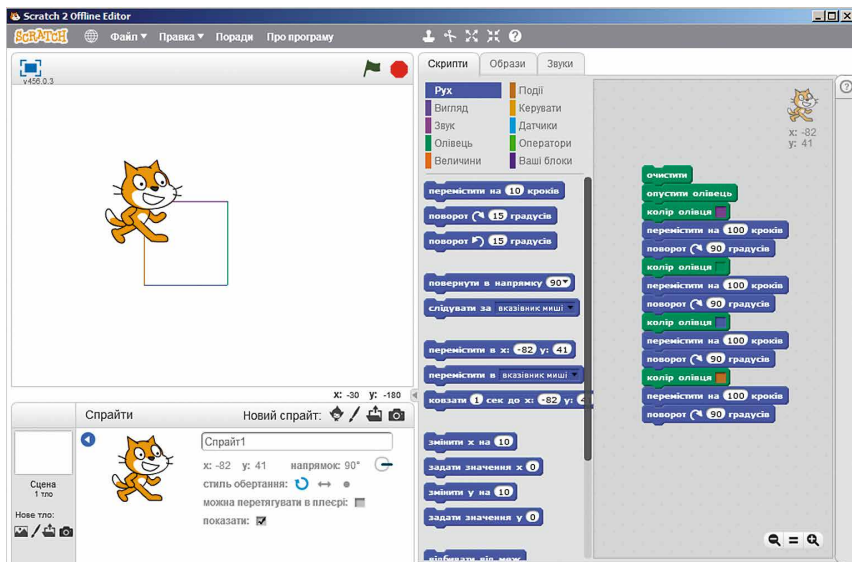 Scratch 2 Offline Editor
SCRATCH Файл Правка Поради Про програму
v456.0.3
x: -30 y: -180
Спрайти Новий спрайт:
Спрайт1
x: -82 y: 41 напрямок: 90°
стиль обертання:
можна перетягувати в плеєрі:
показати:
Сцена
1 тло
Нове тло:
Скрипти Образи Звуки
Рух Події
Вигляд Керувати
Звук Датчики
Олівець Оператори
Величини Ваші блоки
перемістити на 10 кроків
поворот 15 градусів
поворот 15 градусів
повернути в напрямку 90
слідувати за вказівник миші
перемістити в x: -82 y: 41
перемістити в вказівник миші
ковзати 1 сек до x: -82 y: 4
змінити x на 10
задати значення x 0
змінити y на 10
задати значення y 0
відбивати від меж
x: -82
y: 41
очистити
опустити олівець
колір олівця
перемістити на 100 кроків
поворот 90 градусів
колір олівця
перемістити на 100 кроків
поворот 90 градусів
колір олівця
перемістити на 100 кроків
поворот 90 градусів
колір олівця
перемістити на 100 кроків
поворот 90 градусів